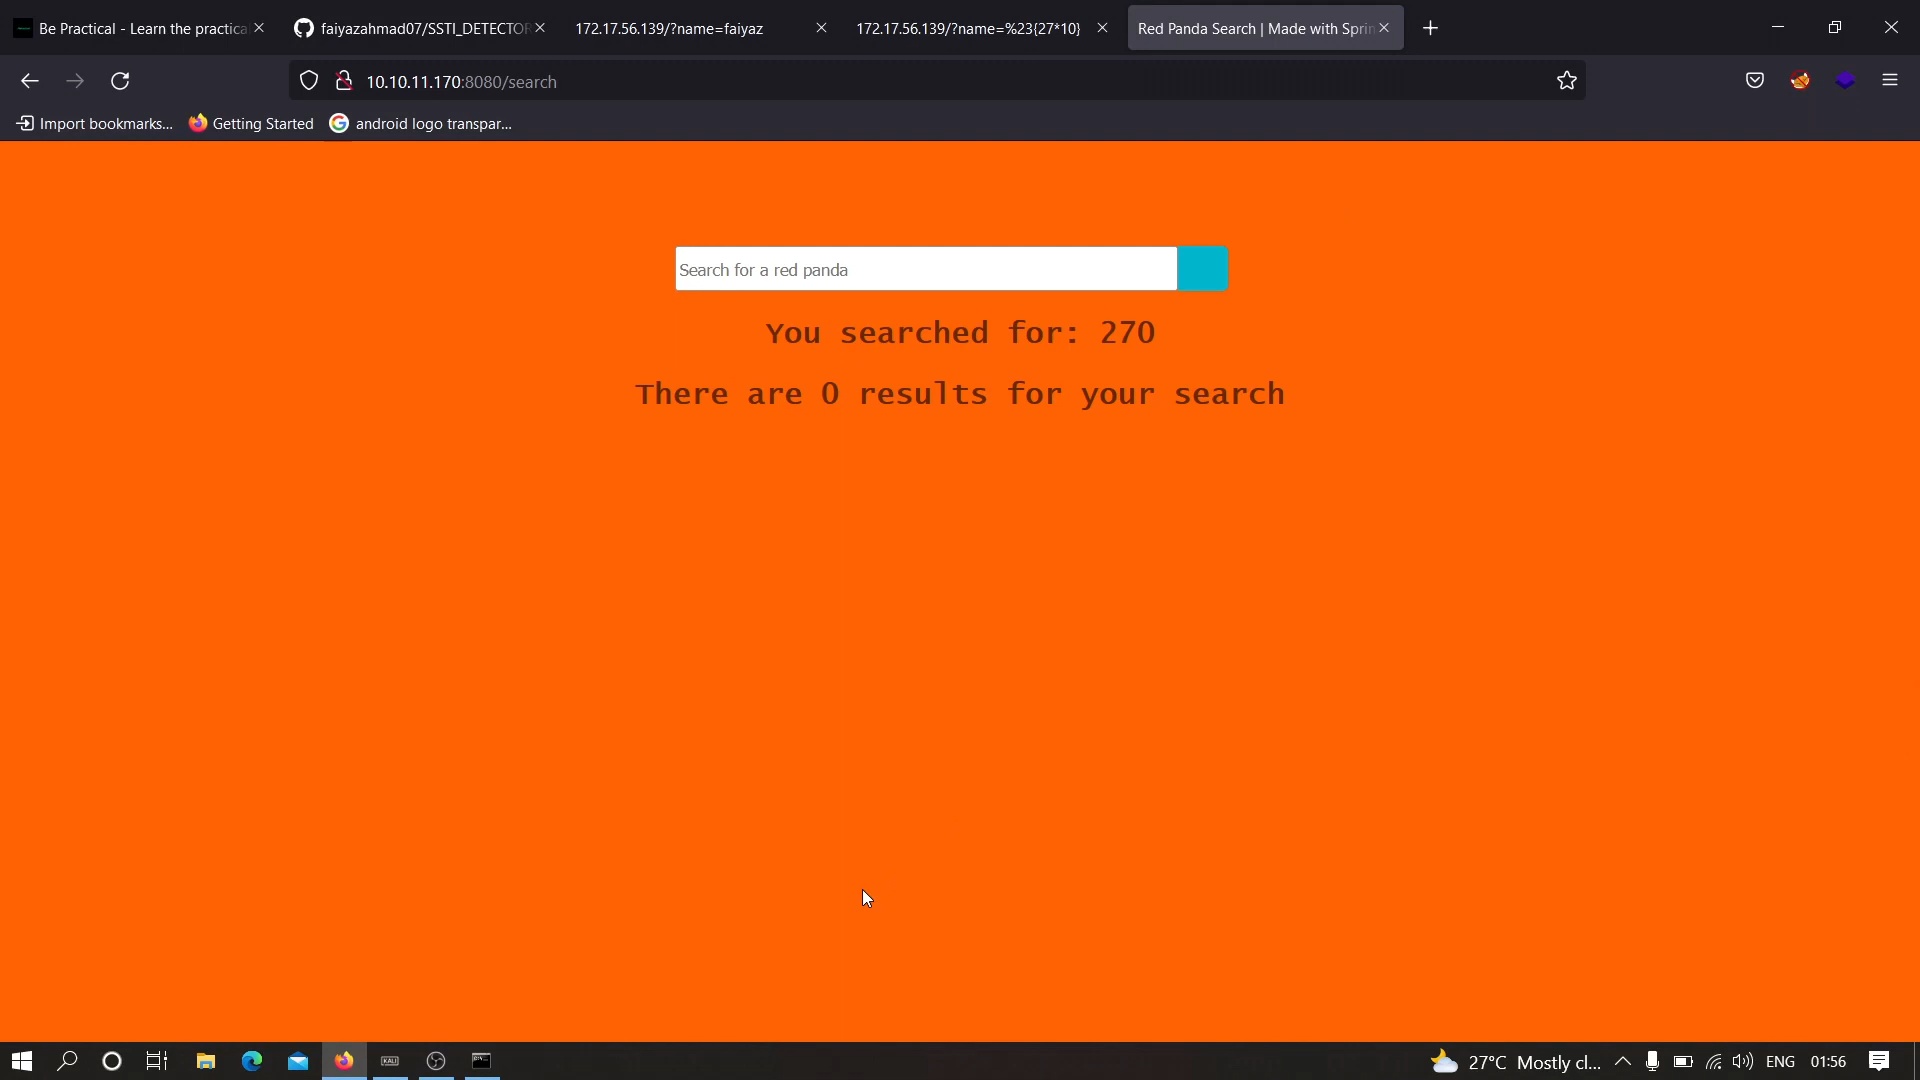 Be Practical - Learn the practica
faiyazahmad07/SSTI_DETECTOR
172.17.56.139/?name=faiyaz
172.17.56.139/?name=%23{27*10}
Red Panda Search | Made with Sprin
10.10.11.170:8080/search
Import bookmarks...
Getting Started
android logo transpar...
Search for a red panda
You searched for: 270
There are 0 results for your search
KALI
27°C Mostly cl...
ENG
01:56